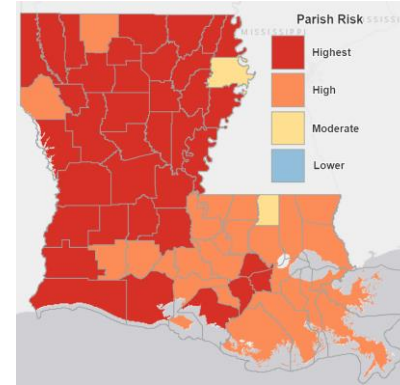 Parish Risk
MISSISSIPPI
Highest
High
Moderate
Lower